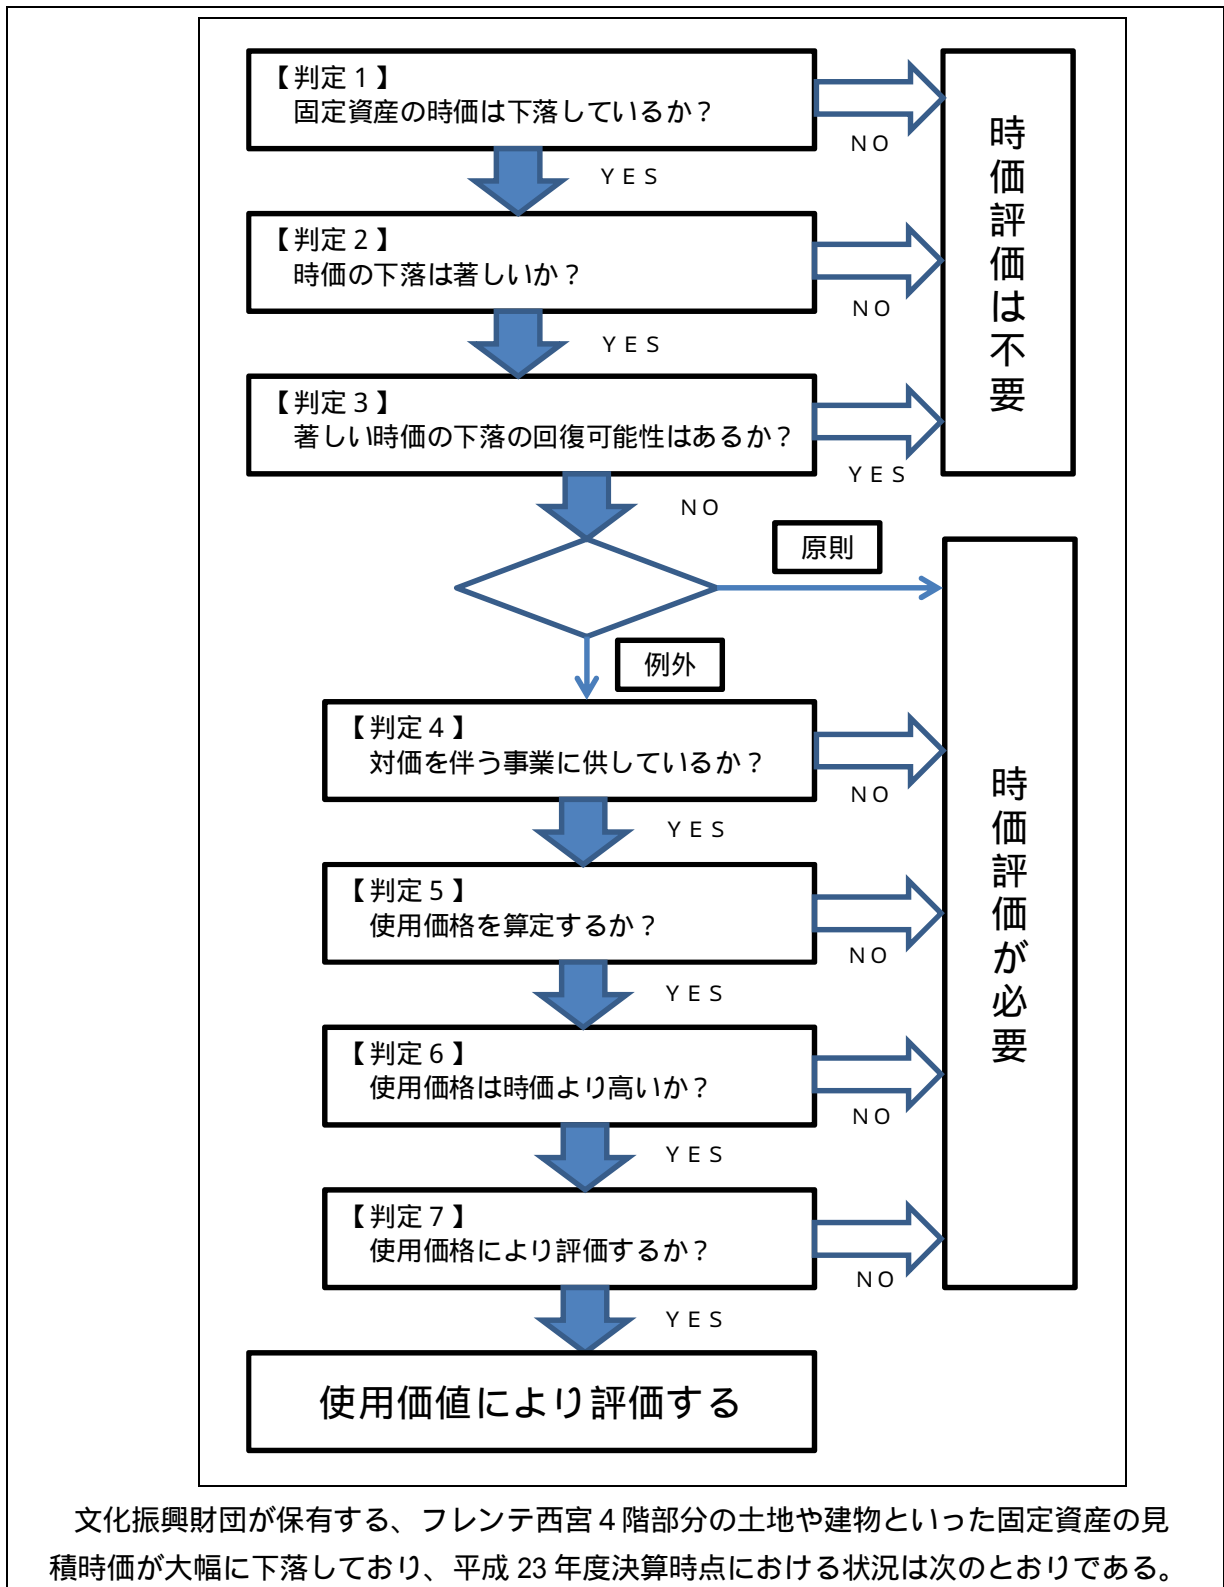 【判定１】
固定資産の時価は下落しているか？
ＮＯ
ＹＥＳ
【判定２】
時価の下落は著しいか？
ＮＯ
ＹＥＳ
【判定３】
著しい時価の下落の回復可能性はあるか？
ＹＥＳ
ＮＯ
時価評価は不要
原則
例外
【判定４】
対価を伴う事業に供しているか？
ＮＯ
ＹＥＳ
【判定５】
使用価格を算定するか？
ＮＯ
ＹＥＳ
【判定６】
使用価格は時価より高いか？
ＮＯ
ＹＥＳ
【判定７】
使用価格により評価するか？
ＮＯ
ＹＥＳ
時価評価が必要
使用価値により評価する
文化振興財団が保有する、フレンテ西宮４階部分の土地や建物といった固定資産の見
積時価が大幅に下落しており、平成 23 年度決算時点における状況は次のとおりである。